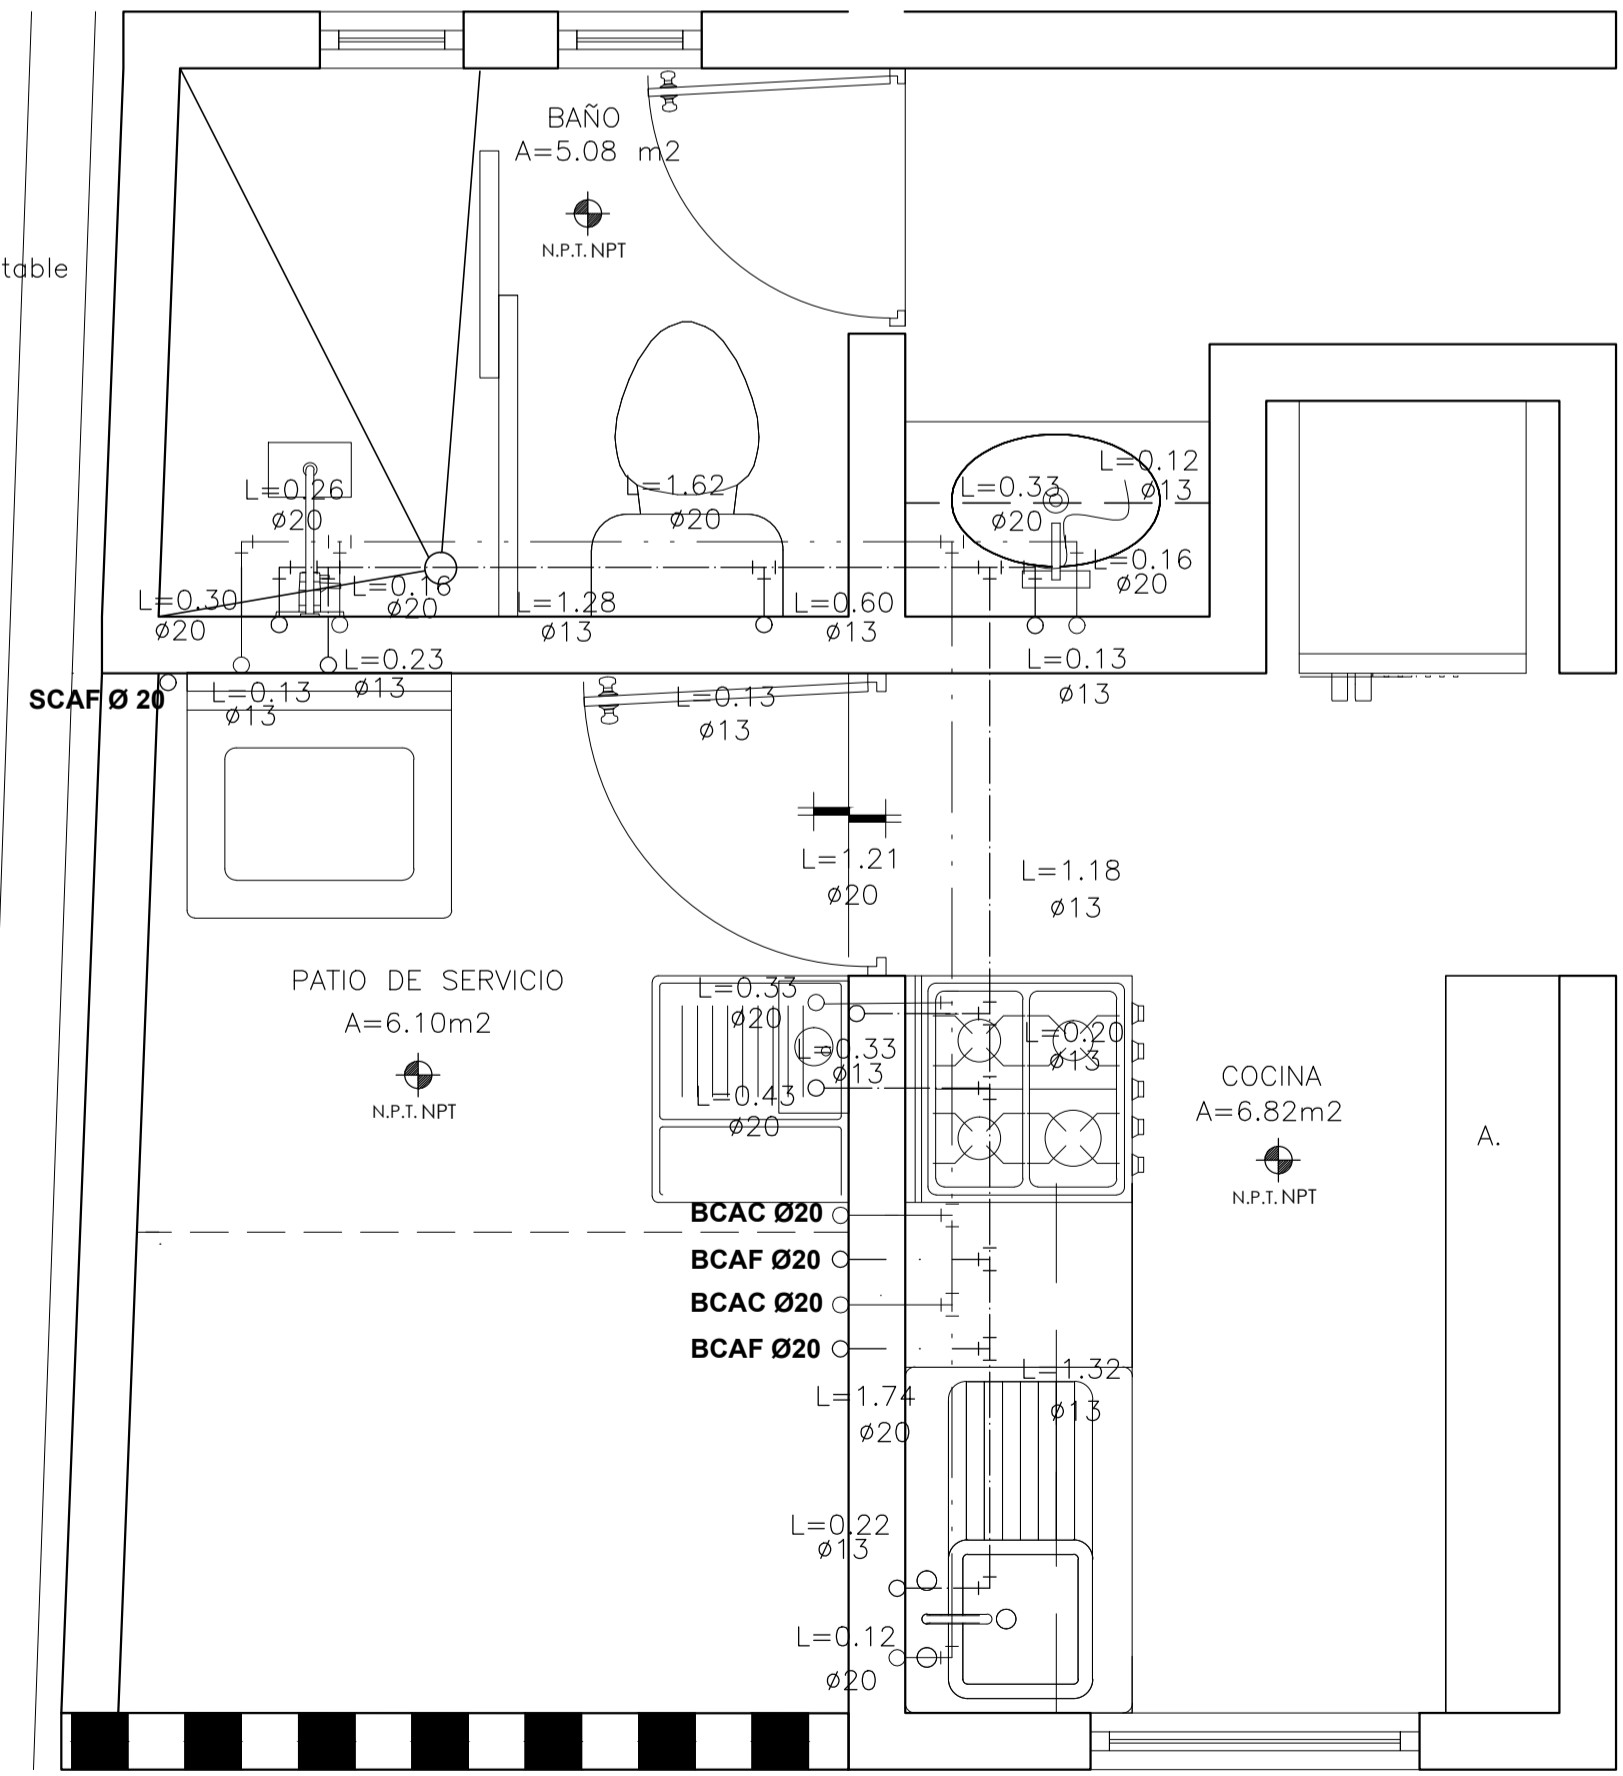 BAÑO
A=5.08 m2
N.P.T. NPT
table
L=0.12
ø13
L=0.26
ø20
L=1.62
ø20
L=0.33
ø20
L=0.16
ø20
L=0.16
ø20
L=0.30
ø20
L=1.28
ø13
L=0.60
ø13
L=0.23
ø13
L=0.13
ø13
SCAF Ø 20
L=0.13
ø13
L=0.13
ø13
L=1.21
ø20
L=1.18
ø13
PATIO DE SERVICIO
A=6.10m2
N.P.T. NPT
L=0.33
ø20
L=0.33
ø13
L=0.20
ø13
L=0.43
ø20
COCINA
A=6.82m2
N.P.T. NPT
A.
BCAC Ø20
BCAF Ø20
BCAC Ø20
BCAF Ø20
L=1.32
ø13
L=1.74
ø20
L=0.22
ø13
L=0.12
ø20